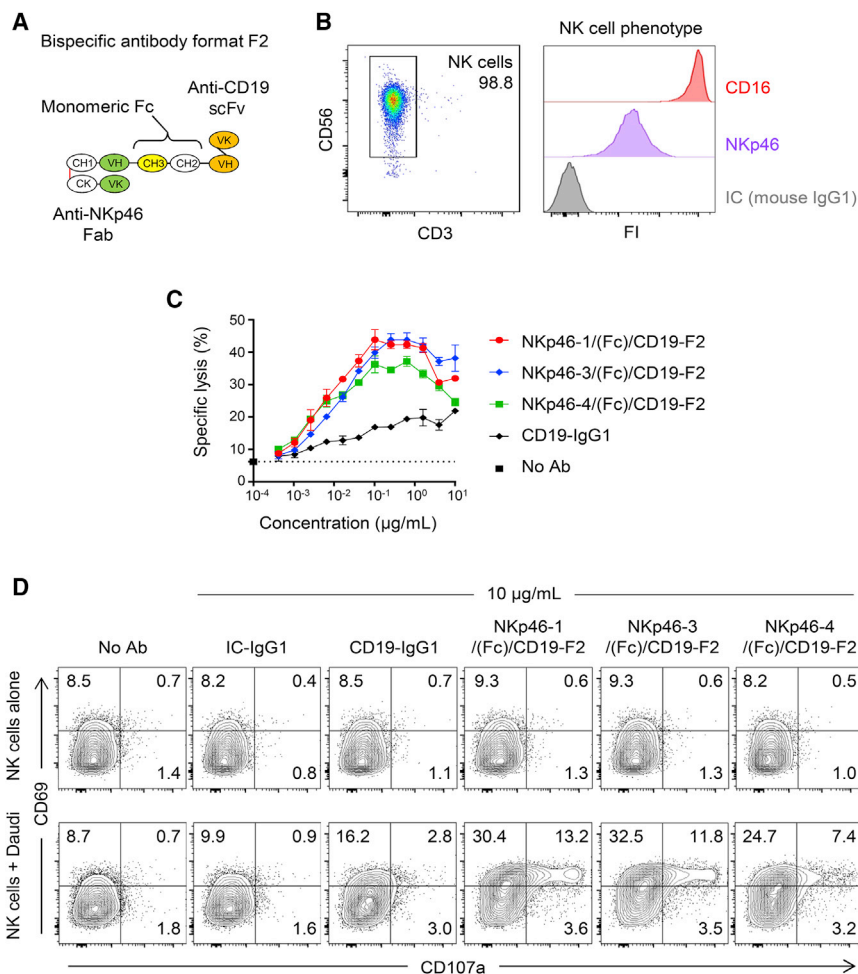 A
Bispecific antibody format F2
Anti-CD19
scFv
Monomeric Fc
VK
CH1 VH CH3 CH2 VH
CK VK
Anti-NKp46
Fab
B
NK cells
98.8
CD56
CD3
NK cell phenotype
CD16
NKp46
IC (mouse IgG1)
FI
C
Specific lysis (%)
50
40
30
20
10
0
10-4 10-3 10-2 10-1 100 101
Concentration (µg/mL)
NKp46-1/(Fc)/CD19-F2
NKp46-3/(Fc)/CD19-F2
NKp46-4/(Fc)/CD19-F2
CD19-IgG1
No Ab
D
10 µg/mL
No Ab
IC-IgG1
CD19-IgG1
NKp46-1
/(Fc)/CD19-F2
NKp46-3
/(Fc)/CD19-F2
NKp46-4
/(Fc)/CD19-F2
NK cells alone
8.5 0.7 8.2 0.4 8.5 0.7 9.3 0.6 9.3 0.6 8.2 0.5
1.4 0.8 1.1 1.3 1.3 1.0
CD69
NK cells + Daudi
8.7 0.7 9.9 0.9 16.2 2.8 30.4 13.2 32.5 11.8 24.7 7.4
1.8 1.6 3.0 3.6 3.5 3.2
CD107a